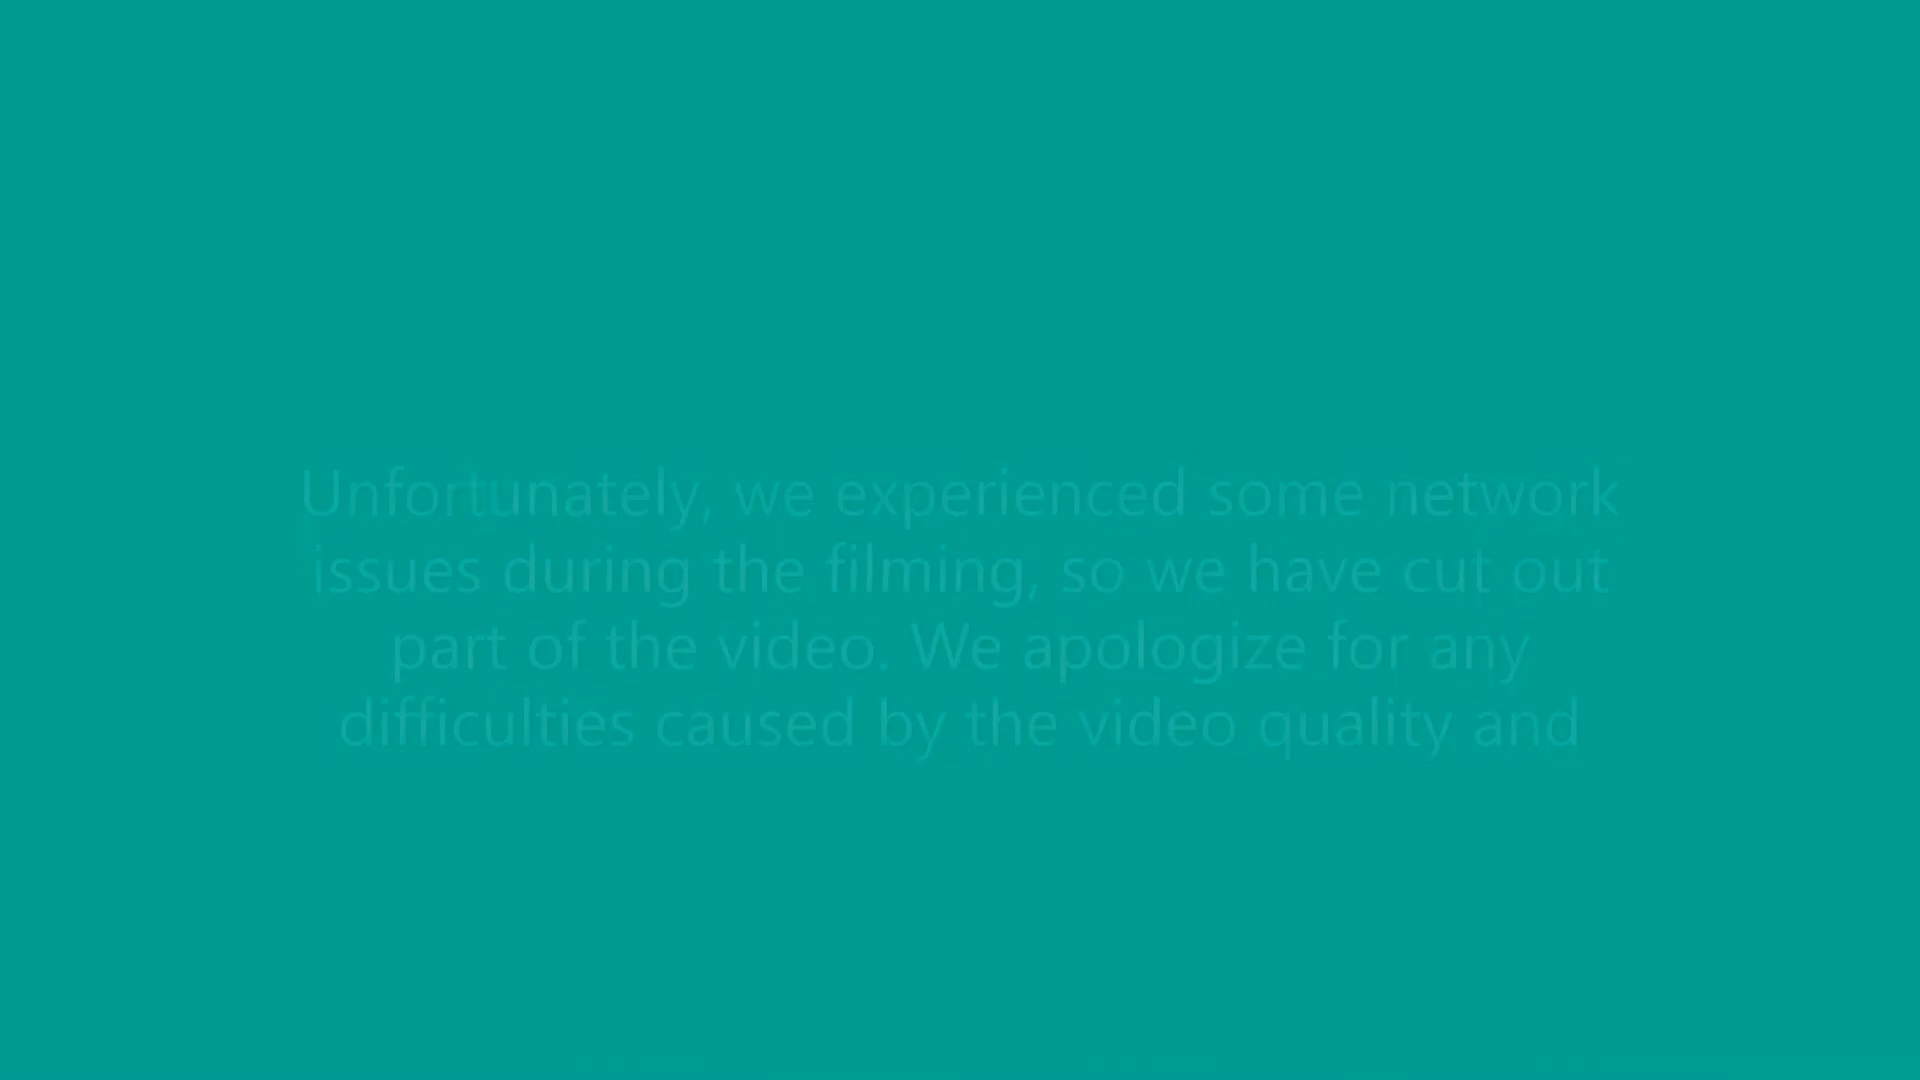 Unfortunately, we experienced some network
issues during the filming, so we have cut out
part of the video. We apologize for any
difficulties caused by the video quality and